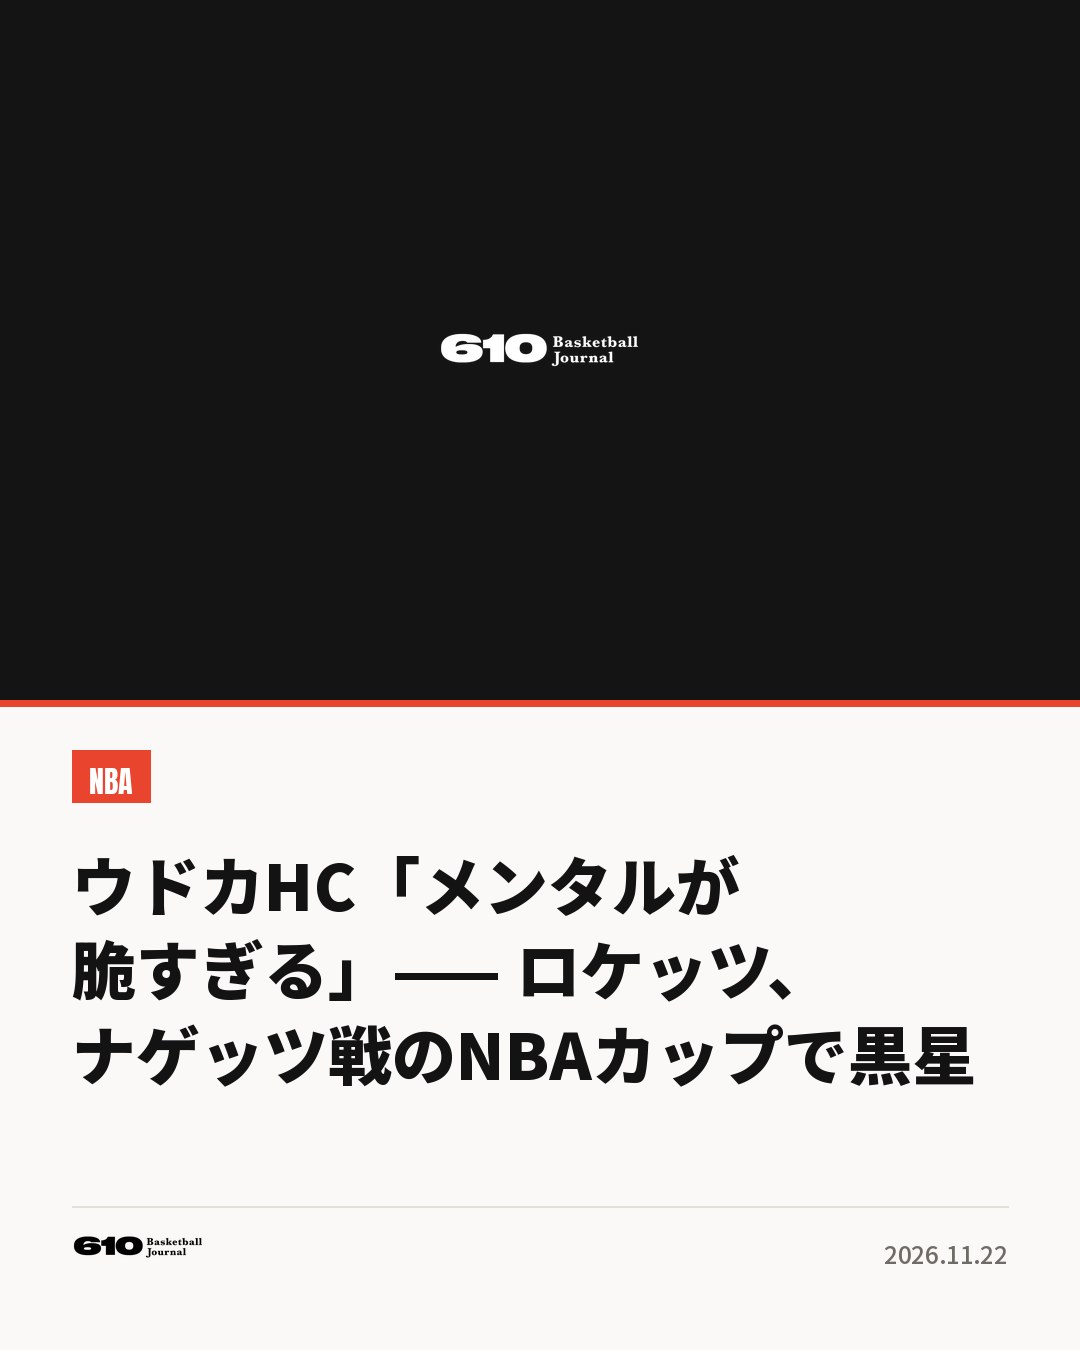 610 Basketball
Journal
NBA
ウドカHC「メンタルが
脆すぎる」—— ロケッツ、
ナゲッツ戦のNBAカップで黒星
610 Basketball
Journal
2026.11.22